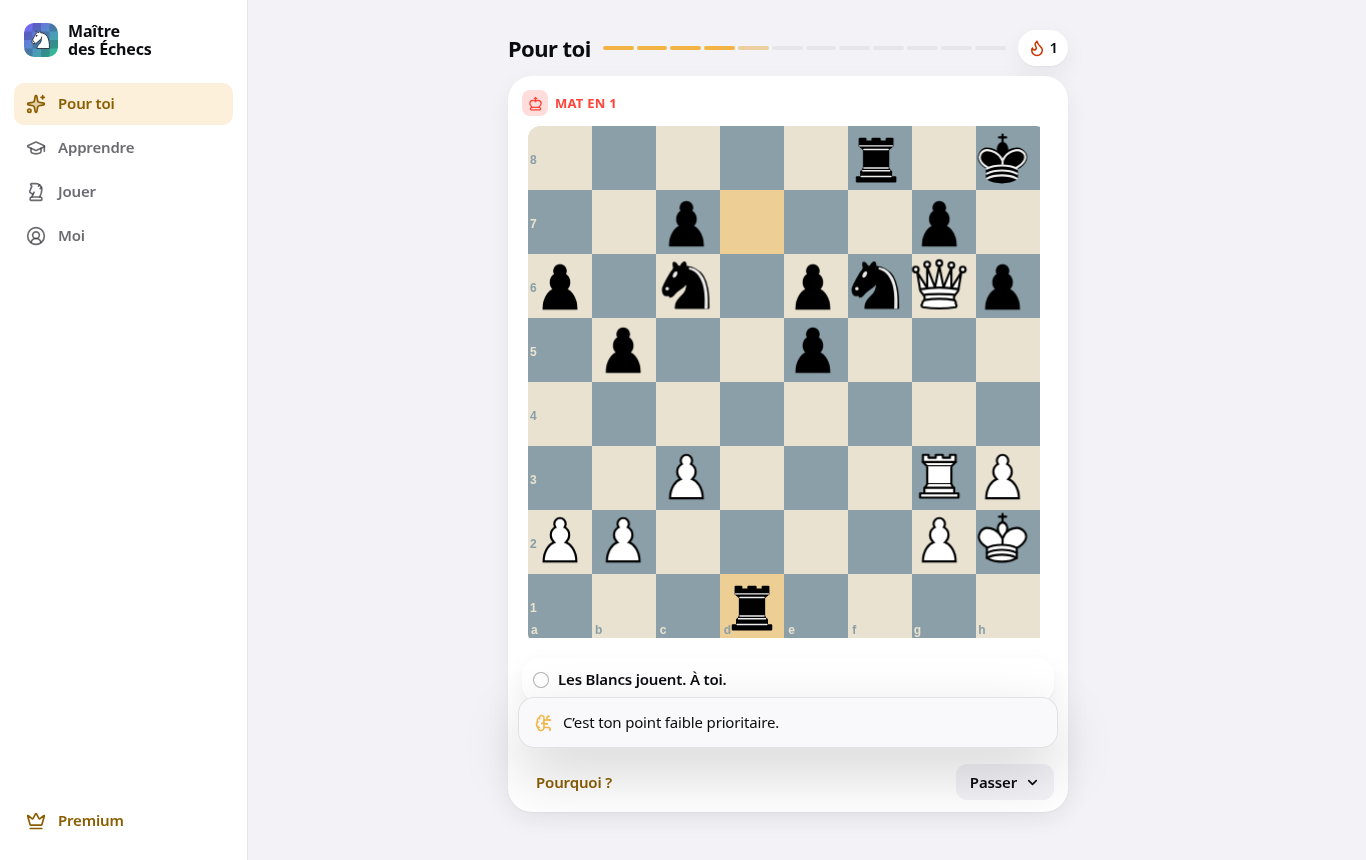 Maître
des Échecs
Pour toi
Apprendre
Jouer
Moi
Premium
Pour toi
1
MAT EN 1
8
7
6
5
4
3
2
1
a b c d e f g h
Les Blancs jouent. À toi.
C’est ton point faible prioritaire.
Pourquoi ?
Passer